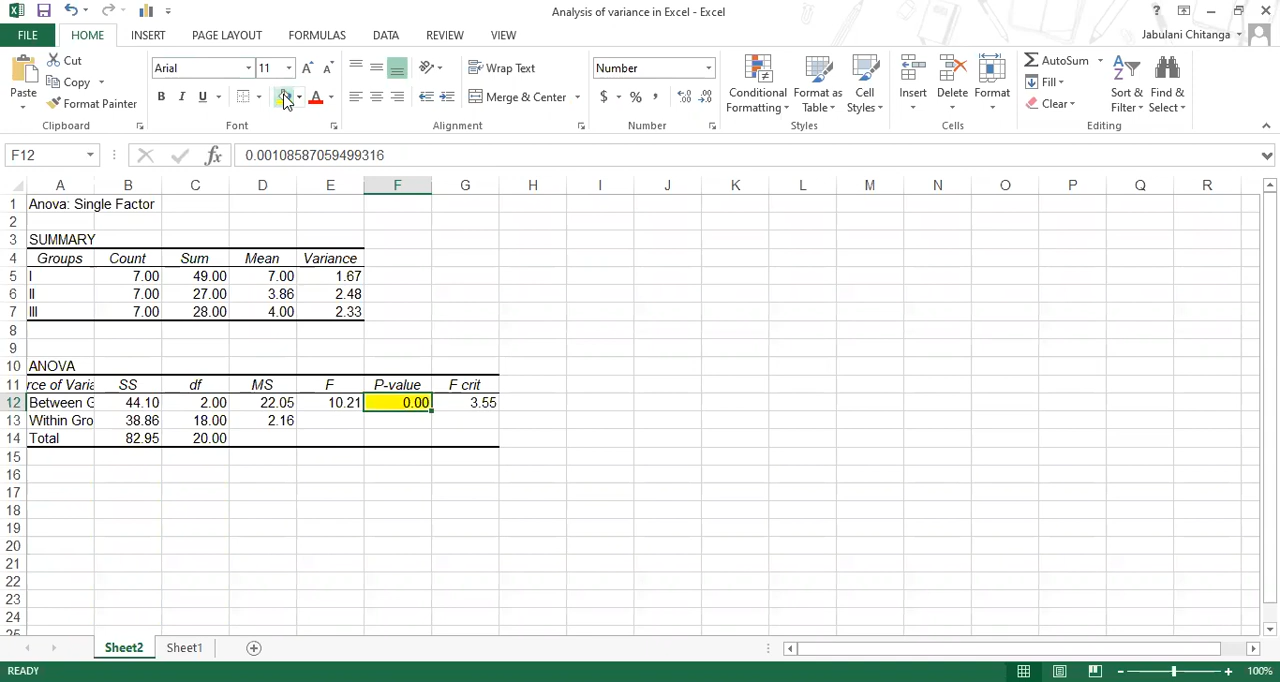 Analysis of variance in Excel - Excel
?
FILE HOME INSERT PAGE LAYOUT FORMULAS DATA REVIEW VIEW Jabulani Chitanga
Paste Cut Copy Format Painter Clipboard
Arial 11 A A B I U A Font
Wrap Text Merge & Center Alignment
Number $ % , Number
Conditional Formatting Format as Table Cell Styles Styles
Insert Delete Format Cells
AutoSum Fill Clear Sort & Filter Find & Select Editing
F12 fx 0.00108587059499316
A B C D E F G H I J K L M N O P Q R
1 Anova: Single Factor
2
3 SUMMARY
4 Groups Count Sum Mean Variance
5 I 7.00 49.00 7.00 1.67
6 II 7.00 27.00 3.86 2.48
7 III 7.00 28.00 4.00 2.33
8
9
10 ANOVA
11 rce of Varia SS df MS F P-value F crit
12 Between G 44.10 2.00 22.05 10.21 0.00 3.55
13 Within Gro 38.86 18.00 2.16
14 Total 82.95 20.00
15
16
17
18
19
20
21
22
23
24
25
Sheet2 Sheet1
READY 100%